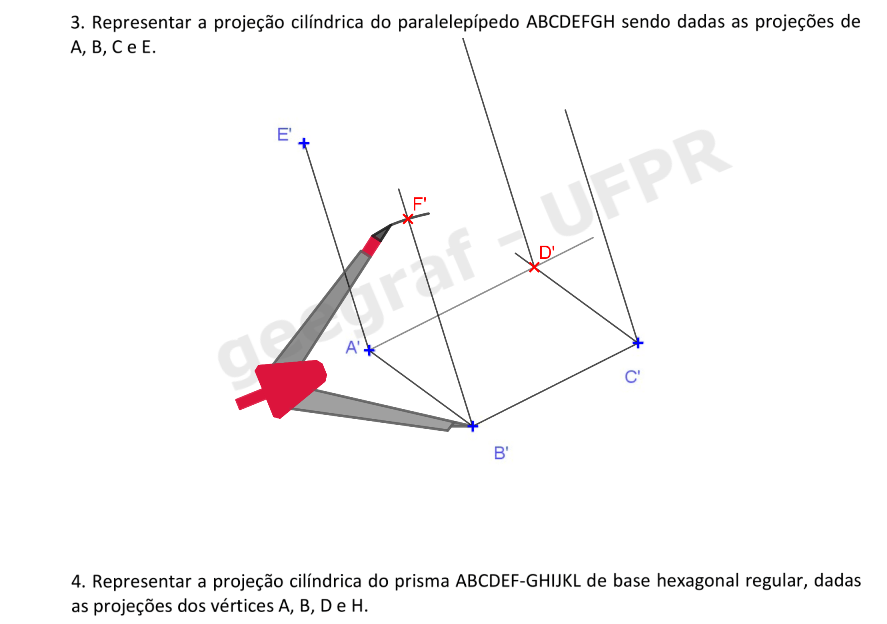 3. Representar a projeção cilíndrica do paralelepípedo ABCDEFGH sendo dadas as projeções de
A, B, C e E.
E'
F'
D'
A'
C'
B'
geegraf - UFPR
4. Representar a projeção cilíndrica do prisma ABCDEF-GHIJKL de base hexagonal regular, dadas
as projeções dos vértices A, B, D e H.